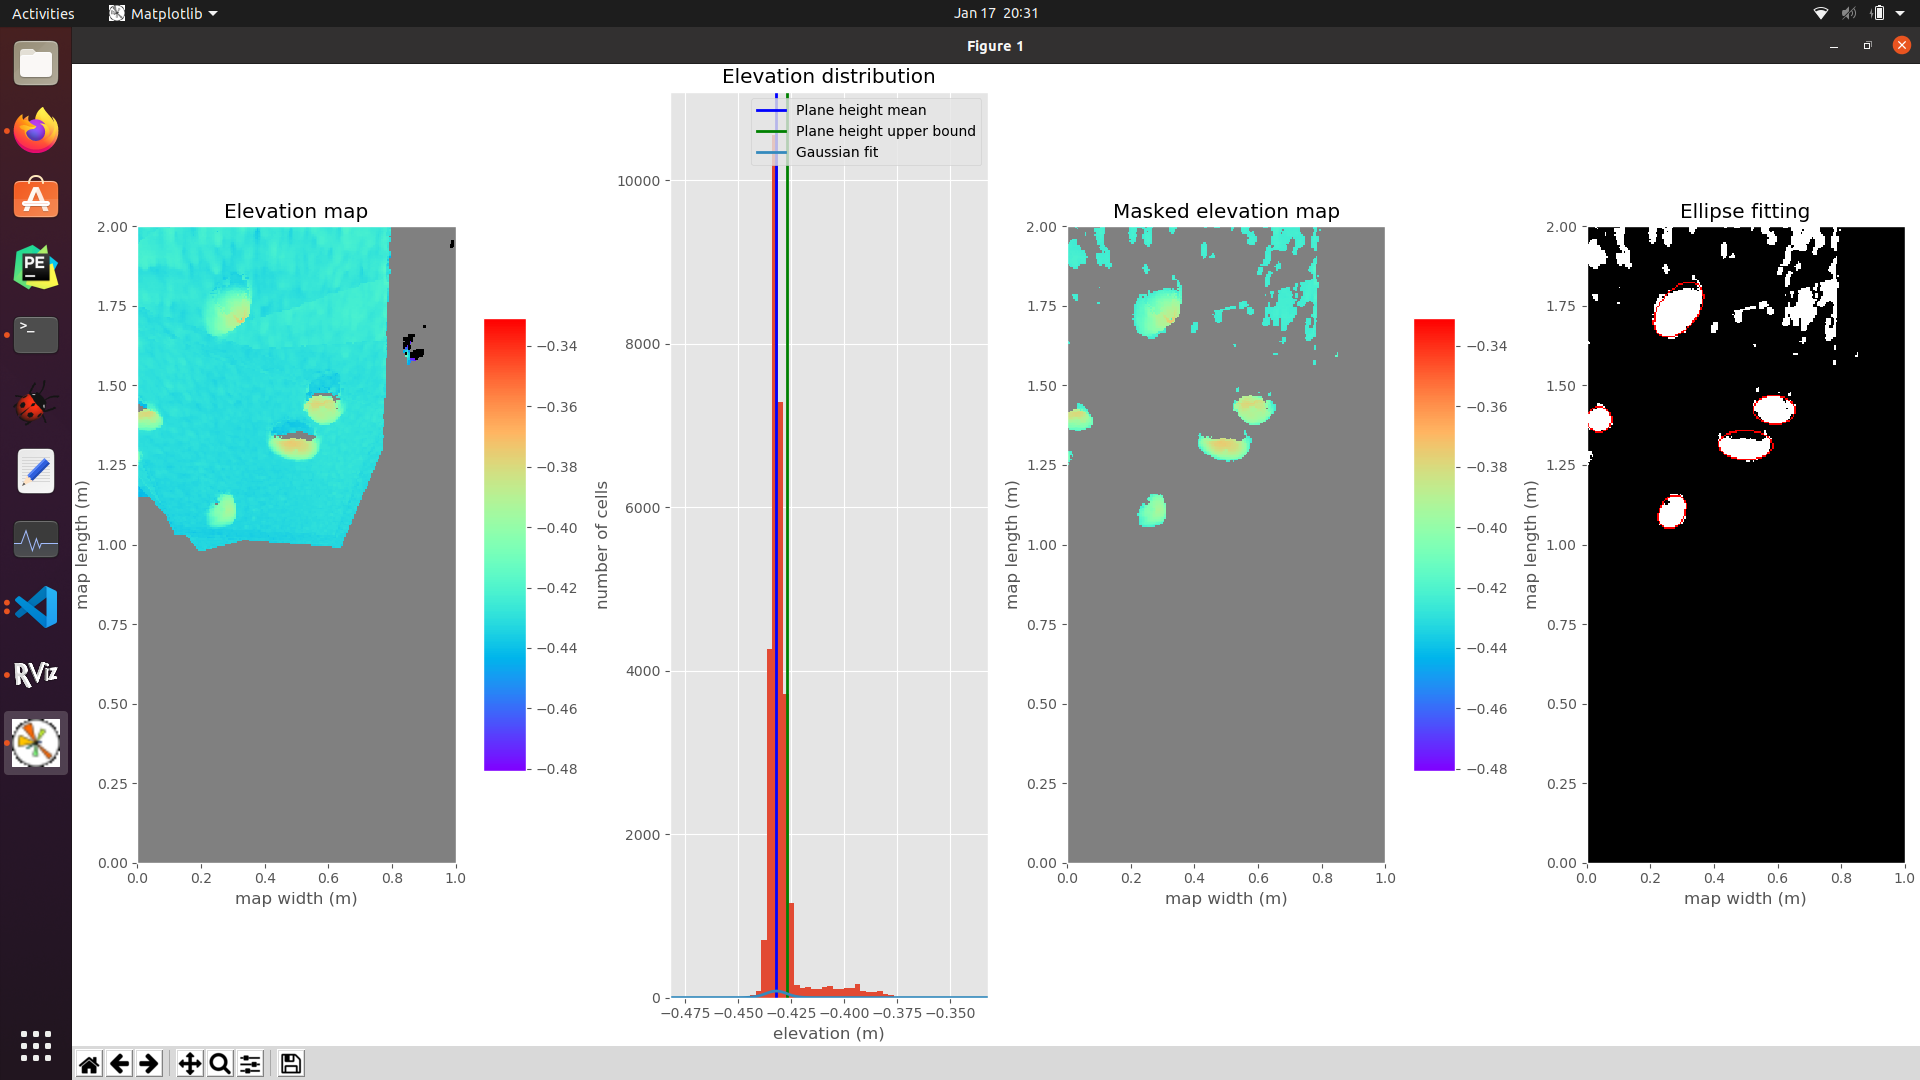 Activities
Matplotlib
Jan 17 20:31
Figure 1
Elevation map
2.00
1.75
1.50
1.25
1.00
0.75
0.50
0.25
0.00
map length (m)
0.0 0.2 0.4 0.6 0.8 1.0
map width (m)
−0.34
−0.36
−0.38
−0.40
−0.42
−0.44
−0.46
−0.48
Elevation distribution
Plane height mean
Plane height upper bound
Gaussian fit
10000
8000
6000
4000
2000
0
number of cells
−0.475 −0.450 −0.425 −0.400 −0.375 −0.350
elevation (m)
Masked elevation map
2.00
1.75
1.50
1.25
1.00
0.75
0.50
0.25
0.00
map length (m)
0.0 0.2 0.4 0.6 0.8 1.0
map width (m)
−0.34
−0.36
−0.38
−0.40
−0.42
−0.44
−0.46
−0.48
Ellipse fitting
2.00
1.75
1.50
1.25
1.00
0.75
0.50
0.25
0.00
map length (m)
0.0 0.2 0.4 0.6 0.8 1.0
map width (m)
PE
>_
RViz